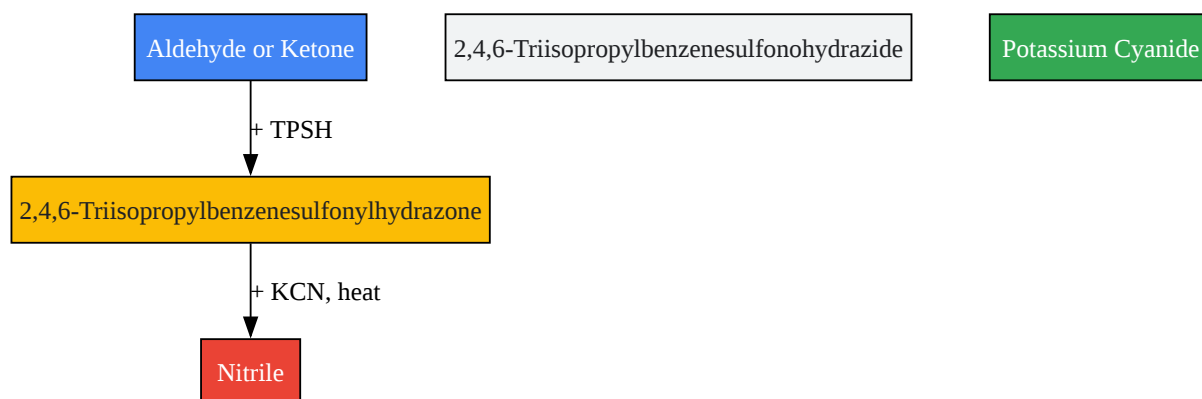 Aldehyde or Ketone
2,4,6-Triisopropylbenzenesulfonohydrazide
Potassium Cyanide
+ TPSH
2,4,6-Triisopropylbenzenesulfonylhydrazone
+ KCN, heat
Nitrile